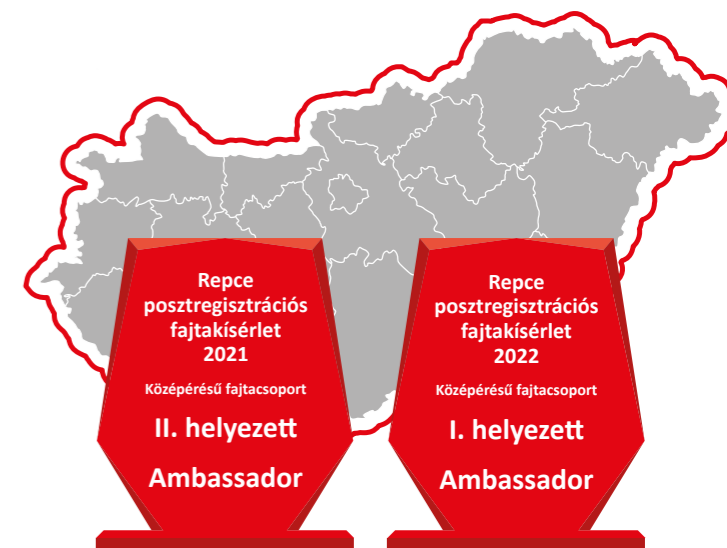 Repce
posztregisztrációs
fajtakísérlet
2021
Középérésű fajtacsoport
II. helyezett
Ambassador
Repce
posztregisztrációs
fajtakísérlet
2022
Középérésű fajtacsoport
I. helyezett
Ambassador